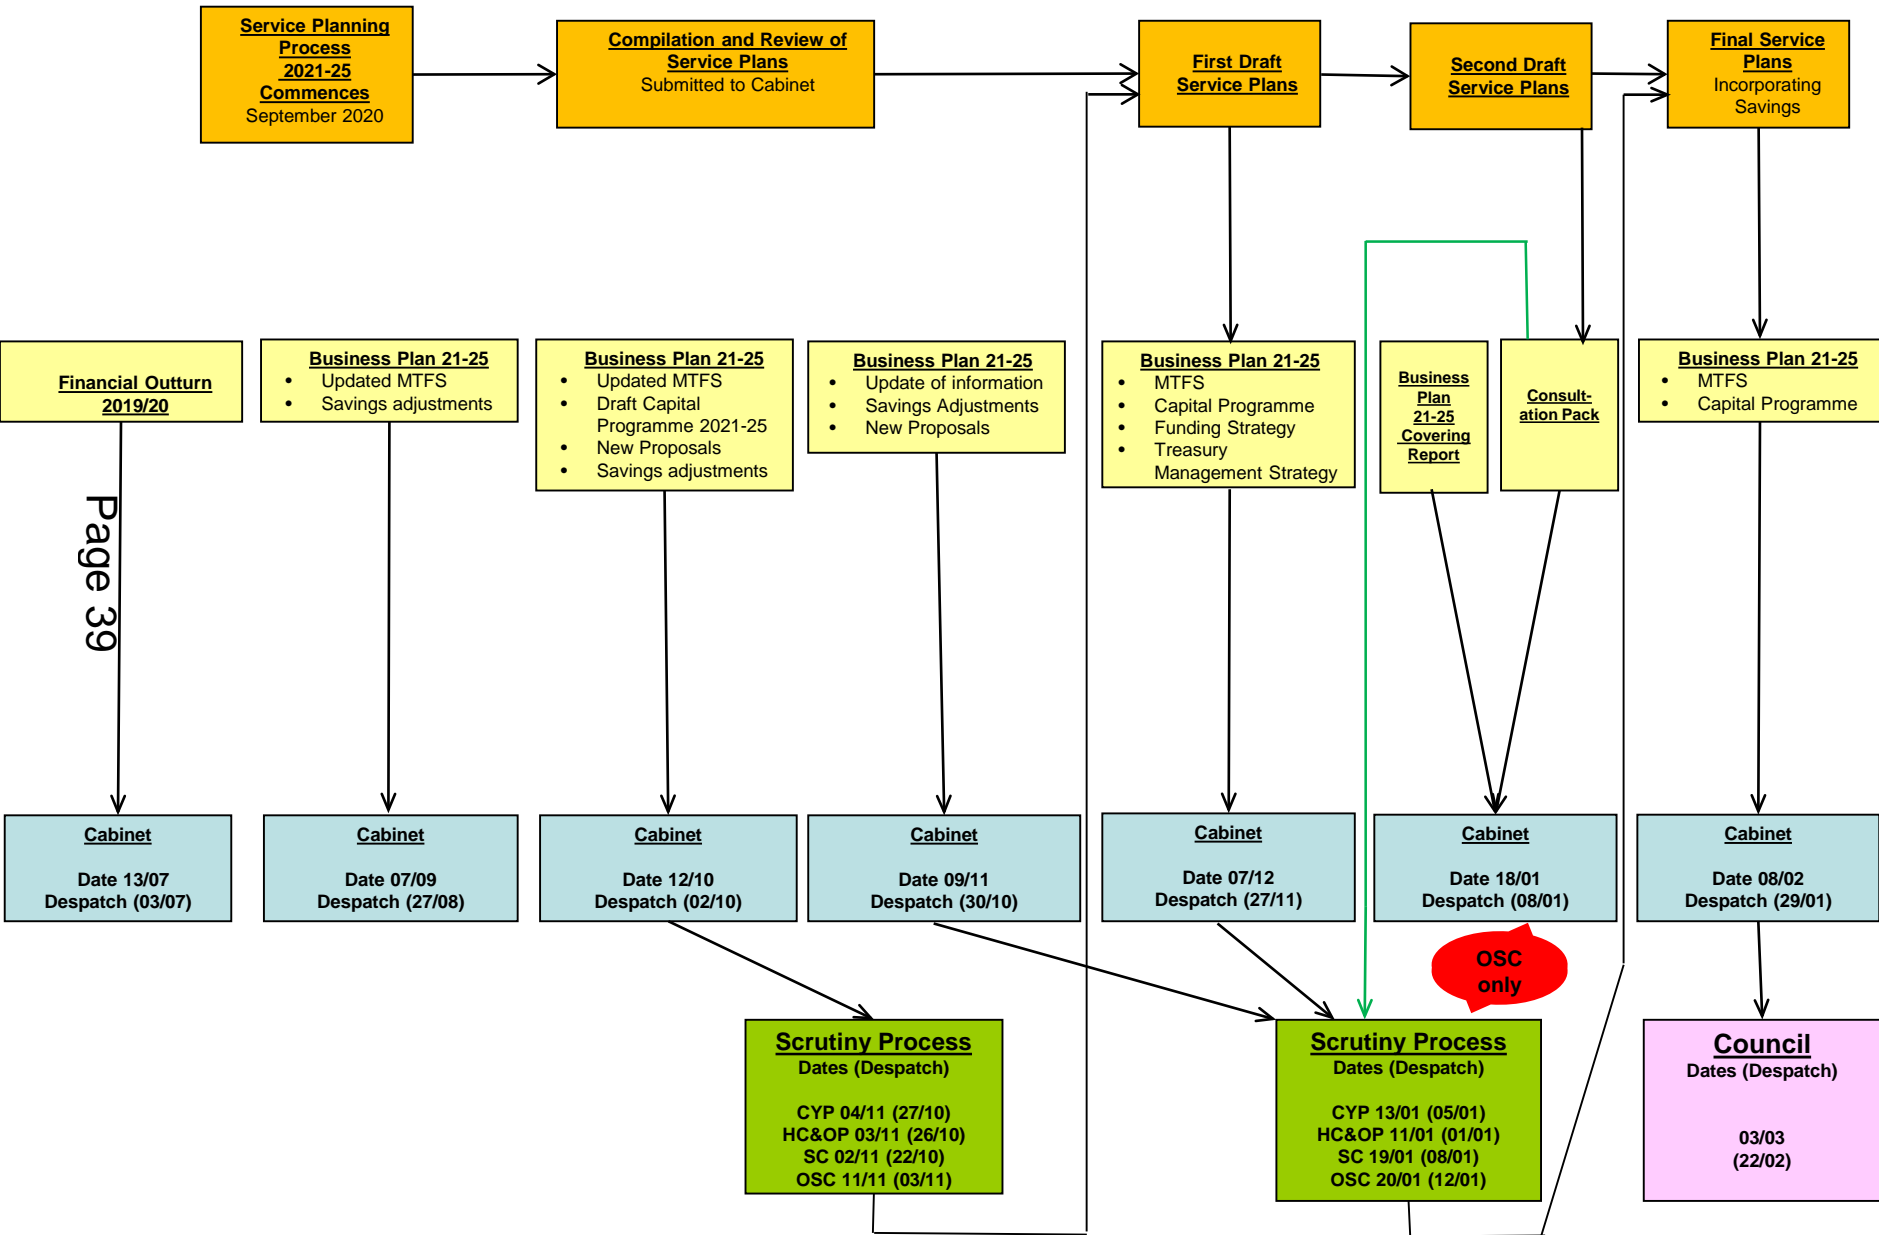 Service Planning
Process
2021-25
Commences
September 2020
Compilation and Review of
Service Plans
Submitted to Cabinet
First Draft
Service Plans
Second Draft
Service Plans
Final Service
Plans
Incorporating
Savings
Financial Outturn
2019/20
Business Plan 21-25
• Updated MTFS
• Savings adjustments
Business Plan 21-25
• Updated MTFS
• Draft Capital
Programme 2021-25
• New Proposals
• Savings adjustments
Business Plan 21-25
• Update of information
• Savings Adjustments
• New Proposals
Business Plan 21-25
• MTFS
• Capital Programme
• Funding Strategy
• Treasury
Management Strategy
Business
Plan
21-25
Covering
Report
Consult-
ation Pack
Business Plan 21-25
• MTFS
• Capital Programme
Page 39
Cabinet
Date 13/07
Despatch (03/07)
Cabinet
Date 07/09
Despatch (27/08)
Cabinet
Date 12/10
Despatch (02/10)
Cabinet
Date 09/11
Despatch (30/10)
Cabinet
Date 07/12
Despatch (27/11)
Cabinet
Date 18/01
Despatch (08/01)
Cabinet
Date 08/02
Despatch (29/01)
OSC
only
Scrutiny Process
Dates (Despatch)
CYP 04/11 (27/10)
HC&OP 03/11 (26/10)
SC 02/11 (22/10)
OSC 11/11 (03/11)
Scrutiny Process
Dates (Despatch)
CYP 13/01 (05/01)
HC&OP 11/01 (01/01)
SC 19/01 (08/01)
OSC 20/01 (12/01)
Council
Dates (Despatch)
03/03
(22/02)